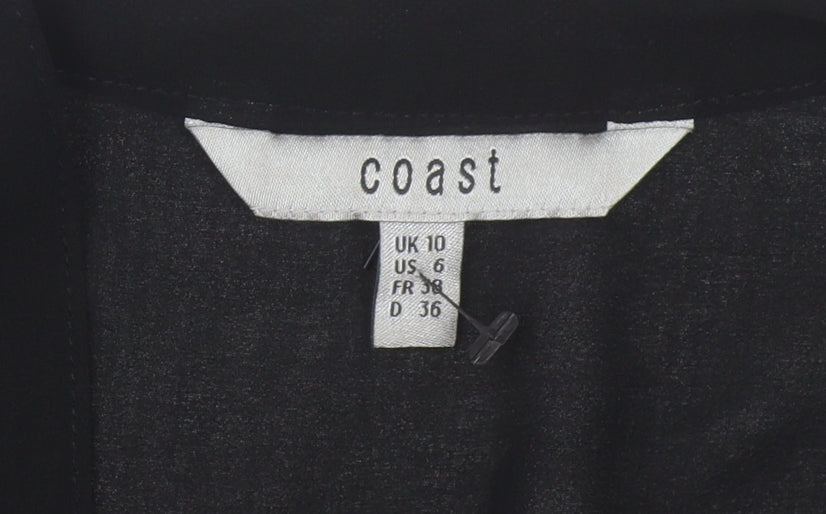 coast
UK 10
US 6
FR 38
D 36